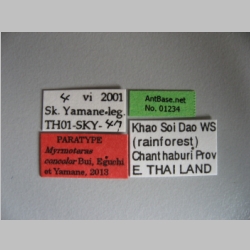 4 vi 2001
Sk. Yamane leg.
TH01-SKY-47
AntBase.net
No. 01234
PARATYPE
Myrmoteras
concolor Bui, Eguchi
et Yamane, 2013
Khao Soi Dao WS
(rainforest)
Chanthaburi Prov
E. THAILAND